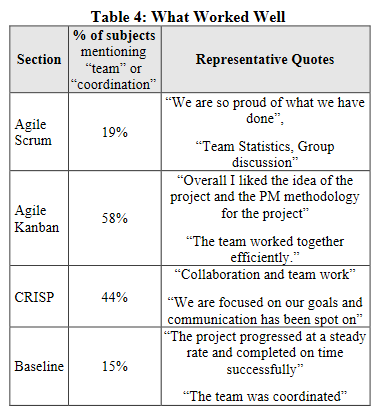 Table 4: What Worked Well
Section
% of subjects
mentioning
“team” or
“coordination”
Representative Quotes
Agile
Scrum
19%
“We are so proud of what we have
done”,
“Team Statistics, Group
discussion”
Agile
Kanban
58%
“Overall I liked the idea of the
project and the PM methodology
for the project”
“The team worked together
efficiently.”
CRISP
44%
“Collaboration and team work”
“We are focused on our goals and
communication has been spot on”
Baseline
15%
“The project progressed at a steady
rate and completed on time
successfully”
“The team was coordinated”